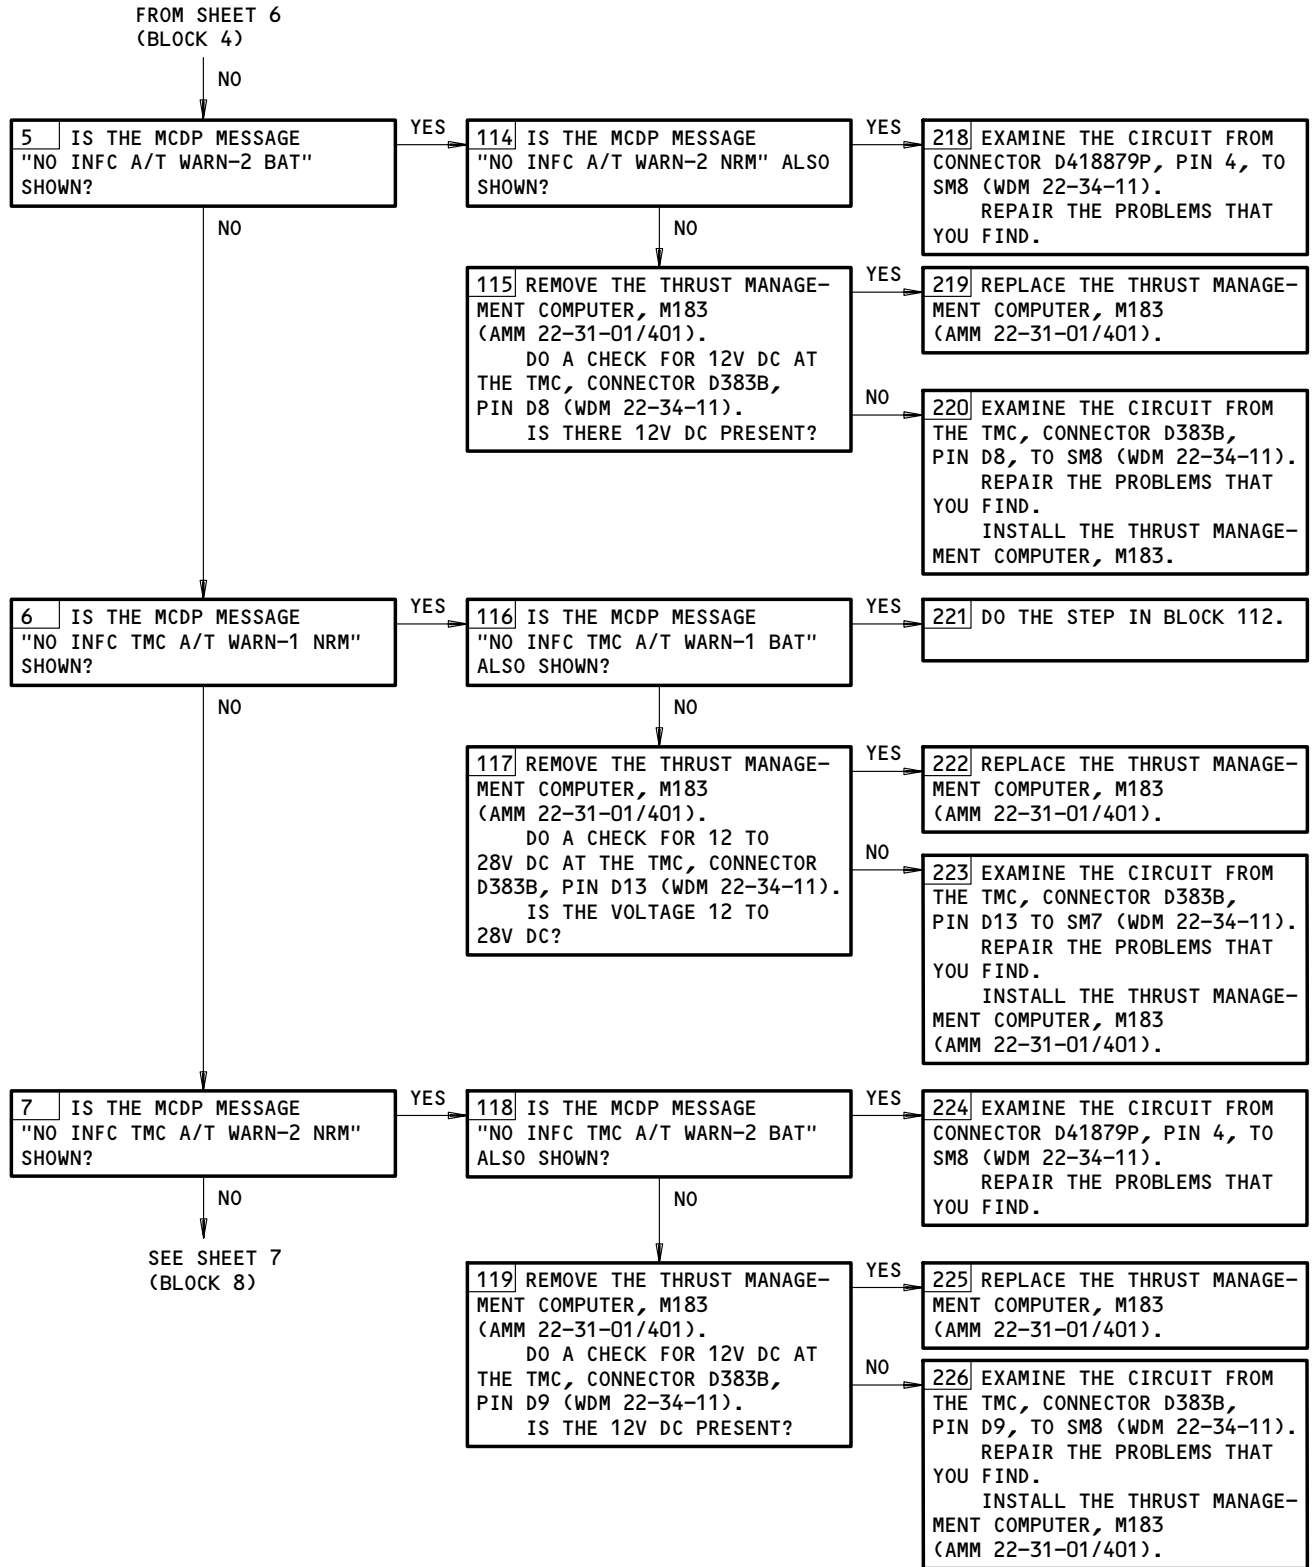 FROM SHEET 6
(BLOCK 4)
NO
5 IS THE MCDP MESSAGE
"NO INFC A/T WARN-2 BAT"
SHOWN?
YES
114 IS THE MCDP MESSAGE
"NO INFC A/T WARN-2 NRM" ALSO
SHOWN?
YES
218 EXAMINE THE CIRCUIT FROM
CONNECTOR D418879P, PIN 4, TO
SM8 (WDM 22-34-11).
REPAIR THE PROBLEMS THAT
YOU FIND.
NO
NO
115 REMOVE THE THRUST MANAGE-
MENT COMPUTER, M183
(AMM 22-31-01/401).
DO A CHECK FOR 12V DC AT
THE TMC, CONNECTOR D383B,
PIN D8 (WDM 22-34-11).
IS THERE 12V DC PRESENT?
YES
219 REPLACE THE THRUST MANAGE-
MENT COMPUTER, M183
(AMM 22-31-01/401).
NO
220 EXAMINE THE CIRCUIT FROM
THE TMC, CONNECTOR D383B,
PIN D8, TO SM8 (WDM 22-34-11).
REPAIR THE PROBLEMS THAT
YOU FIND.
INSTALL THE THRUST MANAGE-
MENT COMPUTER, M183.
6 IS THE MCDP MESSAGE
"NO INFC TMC A/T WARN-1 NRM"
SHOWN?
YES
116 IS THE MCDP MESSAGE
"NO INFC TMC A/T WARN-1 BAT"
ALSO SHOWN?
YES
221 DO THE STEP IN BLOCK 112.
NO
NO
117 REMOVE THE THRUST MANAGE-
MENT COMPUTER, M183
(AMM 22-31-01/401).
DO A CHECK FOR 12 TO
28V DC AT THE TMC, CONNECTOR
D383B, PIN D13 (WDM 22-34-11).
IS THE VOLTAGE 12 TO
28V DC?
YES
222 REPLACE THE THRUST MANAGE-
MENT COMPUTER, M183
(AMM 22-31-01/401).
NO
223 EXAMINE THE CIRCUIT FROM
THE TMC, CONNECTOR D383B,
PIN D13 TO SM7 (WDM 22-34-11).
REPAIR THE PROBLEMS THAT
YOU FIND.
INSTALL THE THRUST MANAGE-
MENT COMPUTER, M183
(AMM 22-31-01/401).
7 IS THE MCDP MESSAGE
"NO INFC TMC A/T WARN-2 NRM"
SHOWN?
YES
118 IS THE MCDP MESSAGE
"NO INFC TMC A/T WARN-2 BAT"
ALSO SHOWN?
YES
224 EXAMINE THE CIRCUIT FROM
CONNECTOR D41879P, PIN 4, TO
SM8 (WDM 22-34-11).
REPAIR THE PROBLEMS THAT
YOU FIND.
NO
SEE SHEET 7
(BLOCK 8)
NO
119 REMOVE THE THRUST MANAGE-
MENT COMPUTER, M183
(AMM 22-31-01/401).
DO A CHECK FOR 12V DC AT
THE TMC, CONNECTOR D383B,
PIN D9 (WDM 22-34-11).
IS THE 12V DC PRESENT?
YES
225 REPLACE THE THRUST MANAGE-
MENT COMPUTER, M183
(AMM 22-31-01/401).
NO
226 EXAMINE THE CIRCUIT FROM
THE TMC, CONNECTOR D383B,
PIN D9, TO SM8 (WDM 22-34-11).
REPAIR THE PROBLEMS THAT
YOU FIND.
INSTALL THE THRUST MANAGE-
MENT COMPUTER, M183
(AMM 22-31-01/401).